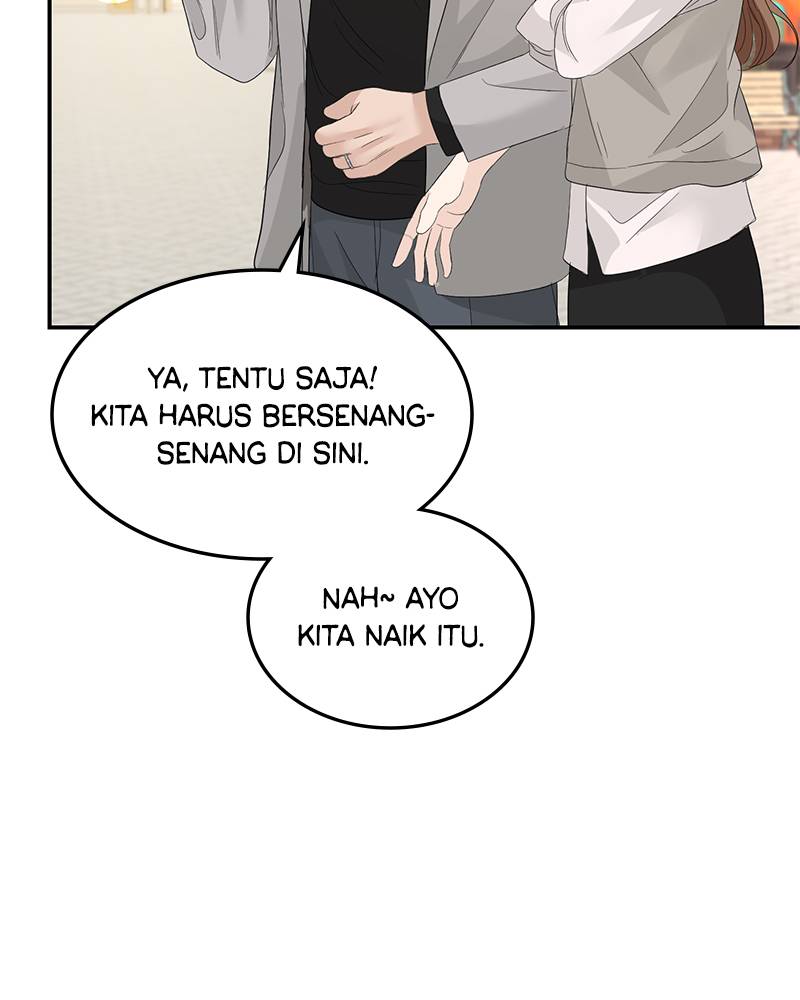 YA, TENTU SAJA!
KITA HARUS BERSENANG-
SENANG DI SINI.
NAH~ AYO
KITA NAIK ITU.